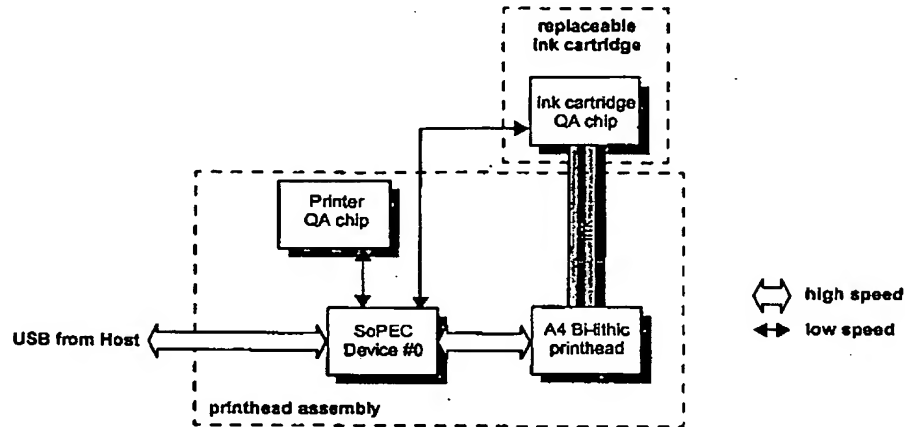 replaceable
ink cartridge
ink cartridge
QA chip
Printer
QA chip
ink
USB from Host
SoPEC
Device #0
A4 Bi-lithic
printhead
high speed
low speed
printhead assembly